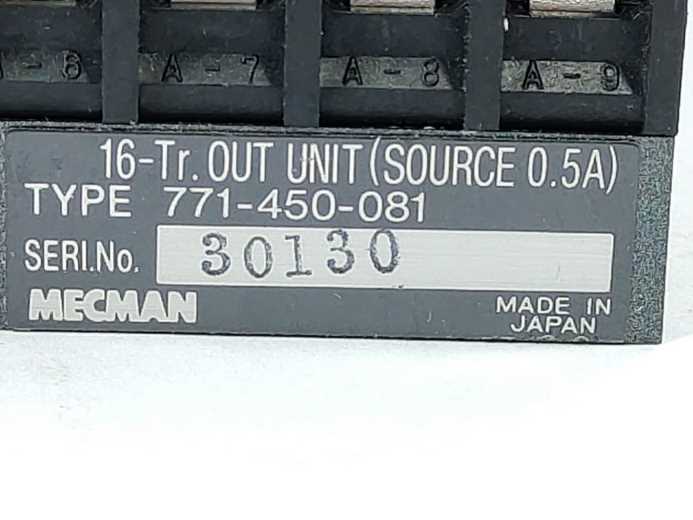 A-6 A-7 A-8 A-9
16-Tr. OUT UNIT (SOURCE 0.5A)
TYPE 771-450-081
SERI.No. 30130
MECMAN
MADE IN
JAPAN